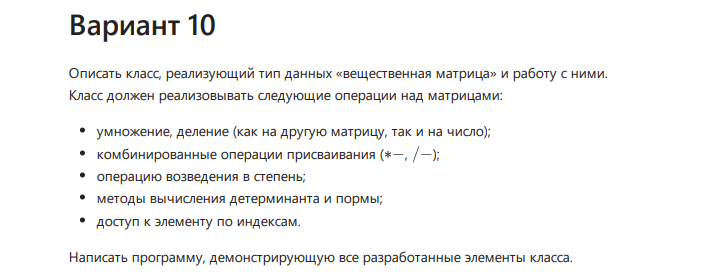 Вариант 10
Описать класс, реализующий тип данных «вещественная матрица» и работу с ними.
Класс должен реализовывать следующие операции над матрицами:
• умножение, деление (как на другую матрицу, так и на число);
• комбинированные операции присваивания (*−, /−);
• операцию возведения в степень;
• методы вычисления детерминанта и пормы;
• доступ к элементу по индексам.
Написать программу, демонстрирующую все разработанные элементы класса.